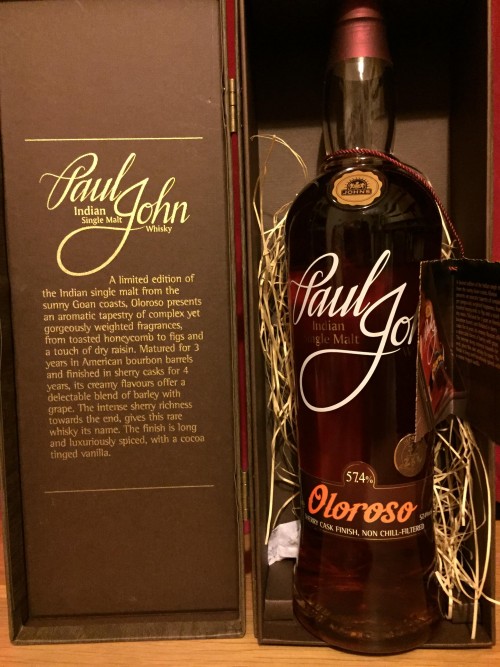 Paul John
Indian
Single Malt
Whisky
A limited edition of
the Indian single malt from the
sunny Goan coasts, Oloroso presents
an aromatic tapestry of complex yet
gorgeously weighted fragrances,
from toasted honeycomb to figs and
a touch of dry raisin. Matured for 3
years in American bourbon barrels
and finished in sherry casks for 4
years, its creamy flavours offer a
delectable blend of barley with
grape. The intense sherry richness
towards the end, gives this rare
whisky its name. The finish is long
and luxuriously spiced, with a cocoa
tinged vanilla.
JOHN
Paul Jo
Indian
gle Malt
57.4%
Oloroso
SHERRY CASK FINISH, NON CHILL-FILTERED